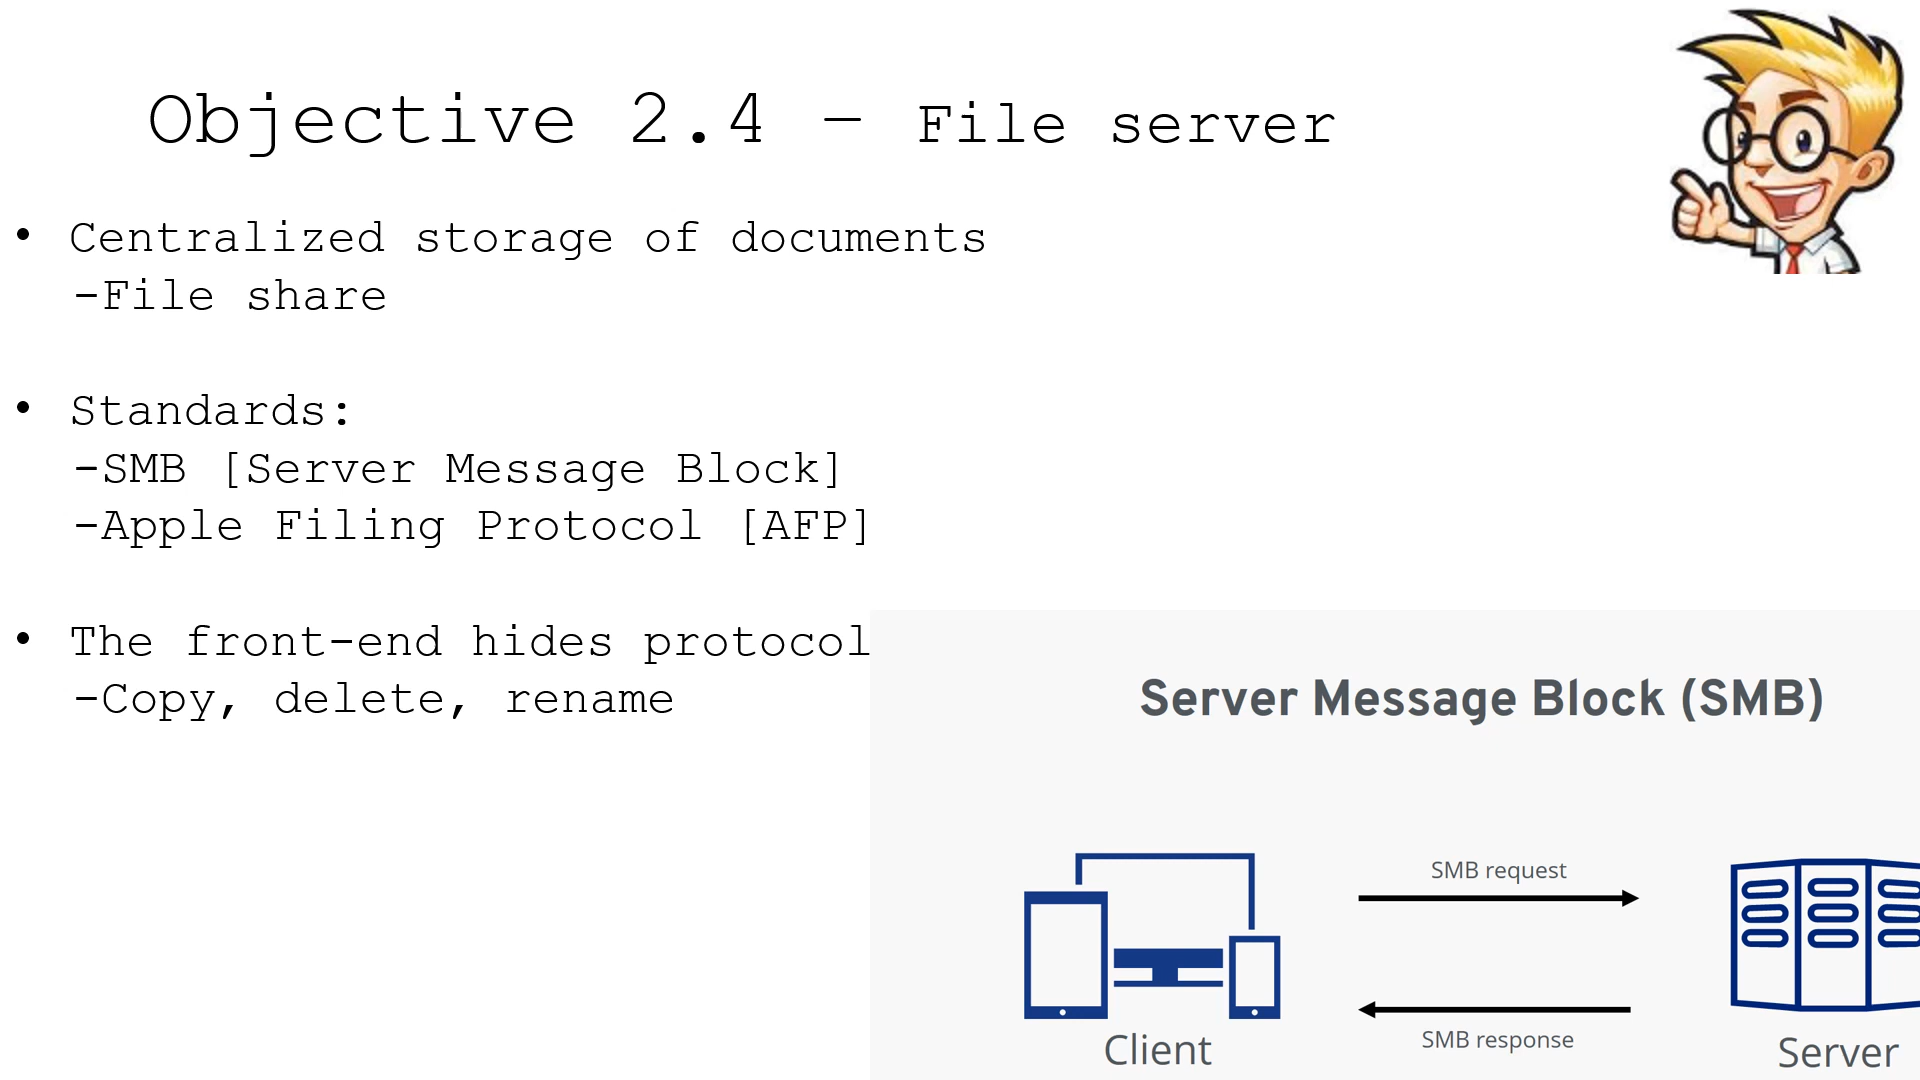 Objective 2.4 – File server
• Centralized storage of documents
-File share
• Standards:
-SMB [Server Message Block]
-Apple Filing Protocol [AFP]
• The front-end hides protocol
-Copy, delete, rename
Server Message Block (SMB)
SMB request
SMB response
Client
Server